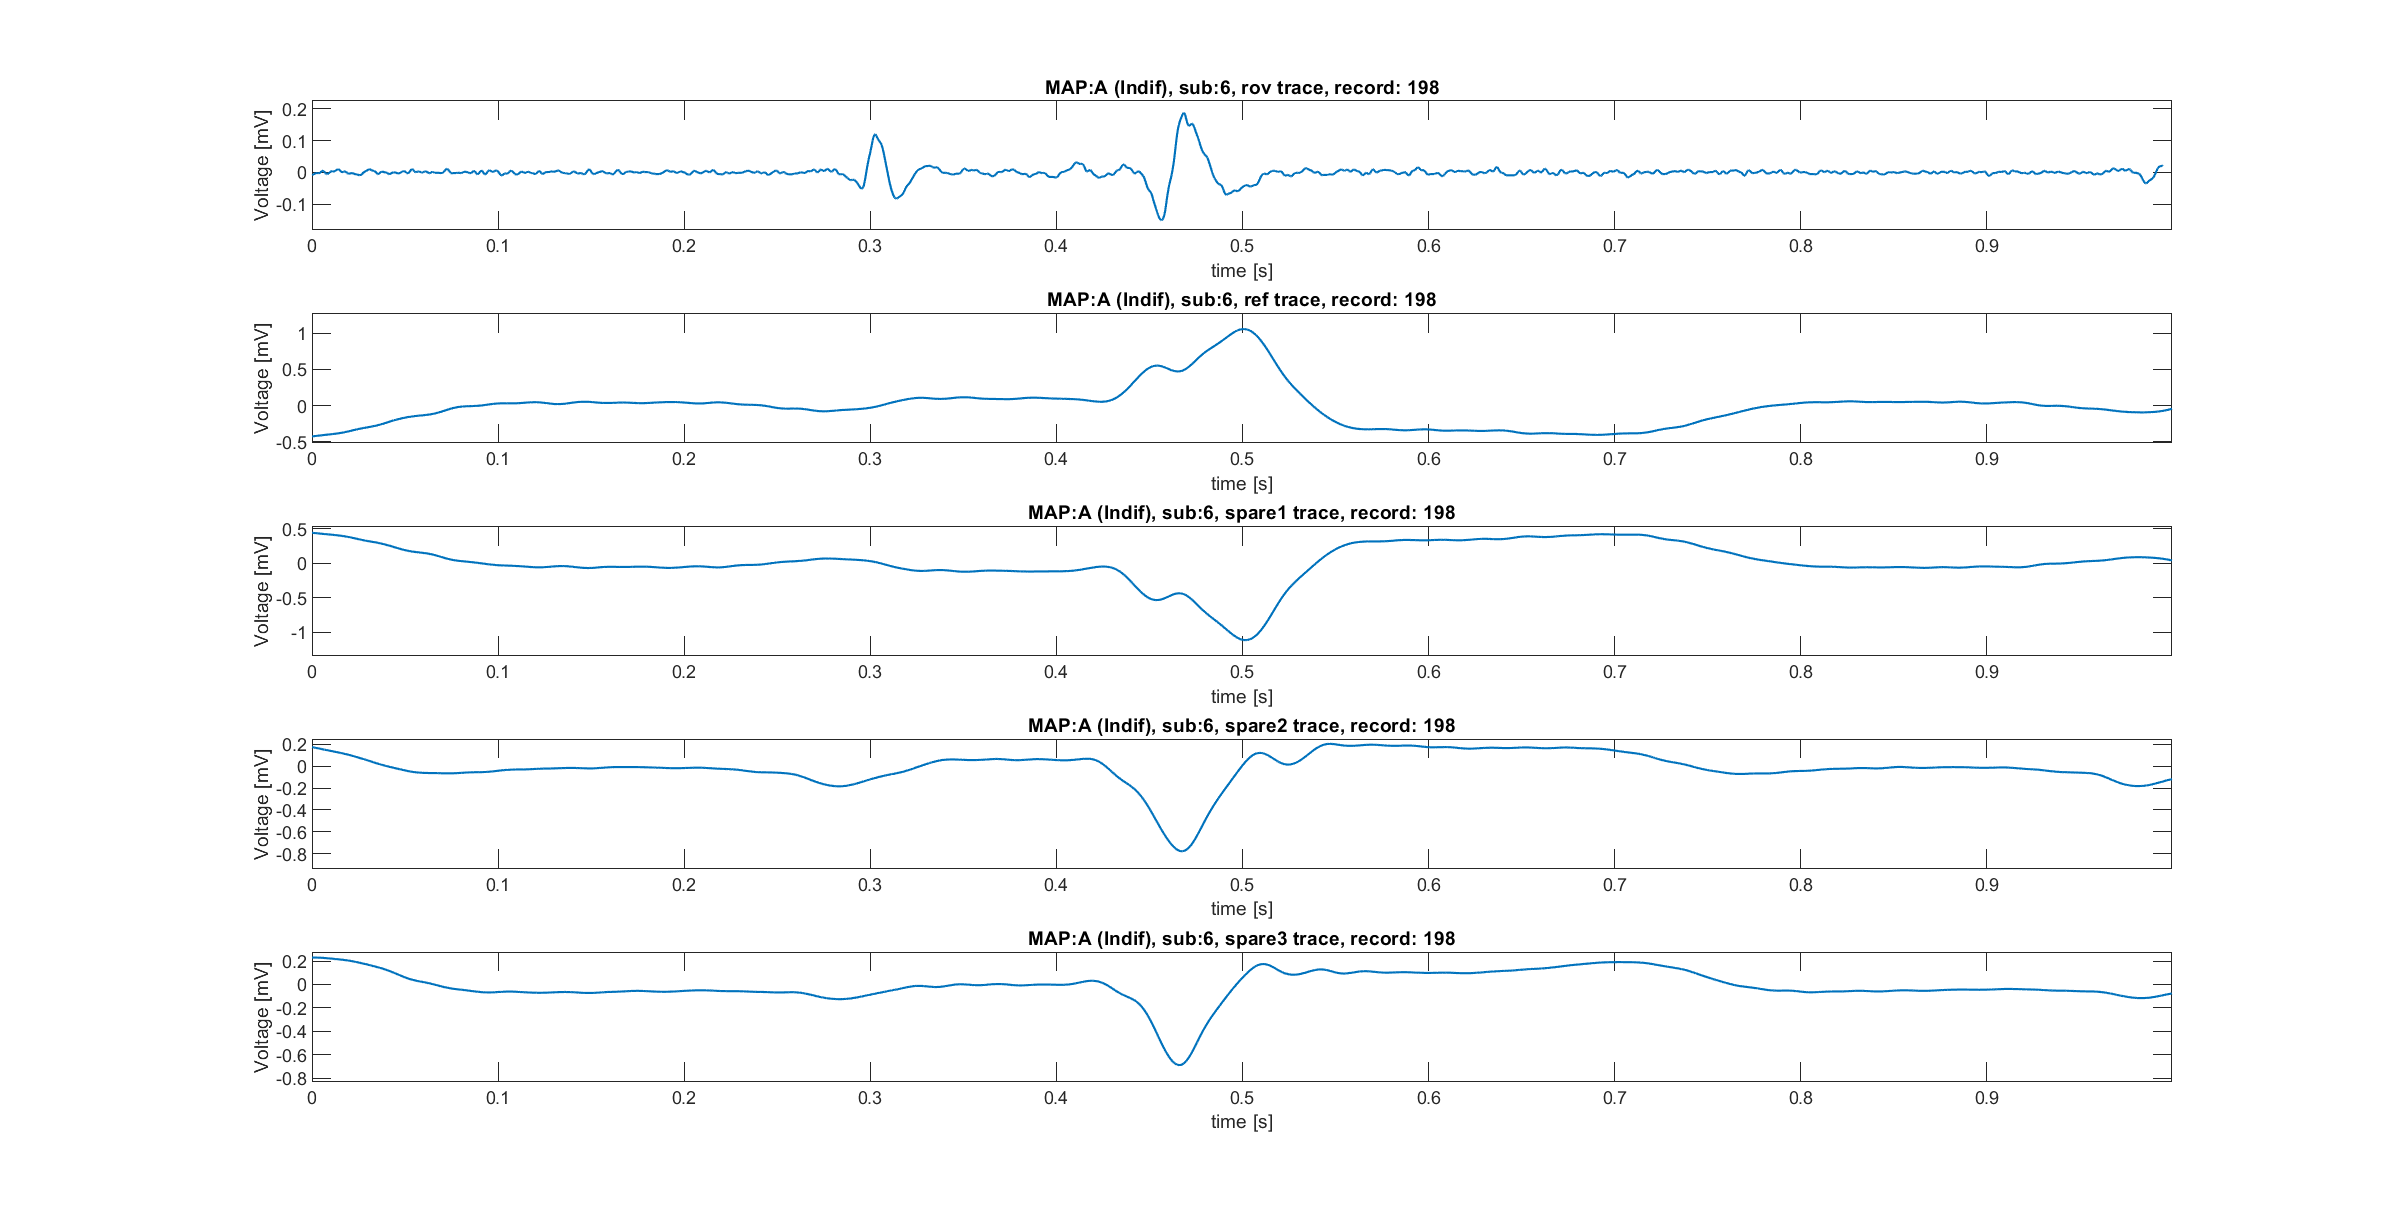 MAP:A (Indif), sub:6, rov trace, record: 198
Voltage [mV]
0.2
0.1
0
-0.1
0 0.1 0.2 0.3 0.4 0.5 0.6 0.7 0.8 0.9
time [s]
MAP:A (Indif), sub:6, ref trace, record: 198
Voltage [mV]
1
0.5
0
-0.5
0 0.1 0.2 0.3 0.4 0.5 0.6 0.7 0.8 0.9
time [s]
MAP:A (Indif), sub:6, spare1 trace, record: 198
Voltage [mV]
0.5
0
-0.5
-1
0 0.1 0.2 0.3 0.4 0.5 0.6 0.7 0.8 0.9
time [s]
MAP:A (Indif), sub:6, spare2 trace, record: 198
Voltage [mV]
0.2
0
-0.2
-0.4
-0.6
-0.8
0 0.1 0.2 0.3 0.4 0.5 0.6 0.7 0.8 0.9
time [s]
MAP:A (Indif), sub:6, spare3 trace, record: 198
Voltage [mV]
0.2
0
-0.2
-0.4
-0.6
-0.8
0 0.1 0.2 0.3 0.4 0.5 0.6 0.7 0.8 0.9
time [s]